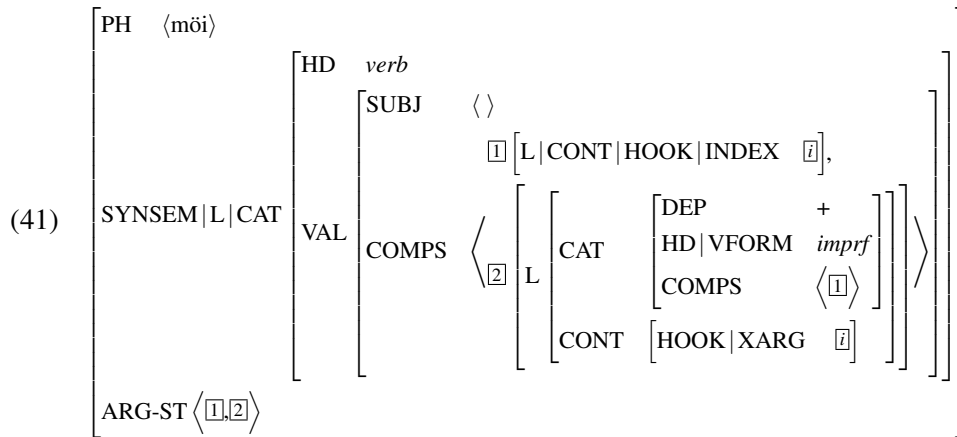 PH ⟨möi⟩
HD verb
SUBJ ⟨ ⟩
1 [L|CONT|HOOK|INDEX i],
DEP +
(41) SYNSEM|L|CAT VAL COMPS ⟨ 2 L CAT HD|VFORM imprf ⟩
COMPS ⟨1⟩
CONT [HOOK|XARG i]
ARG-ST ⟨1,2⟩